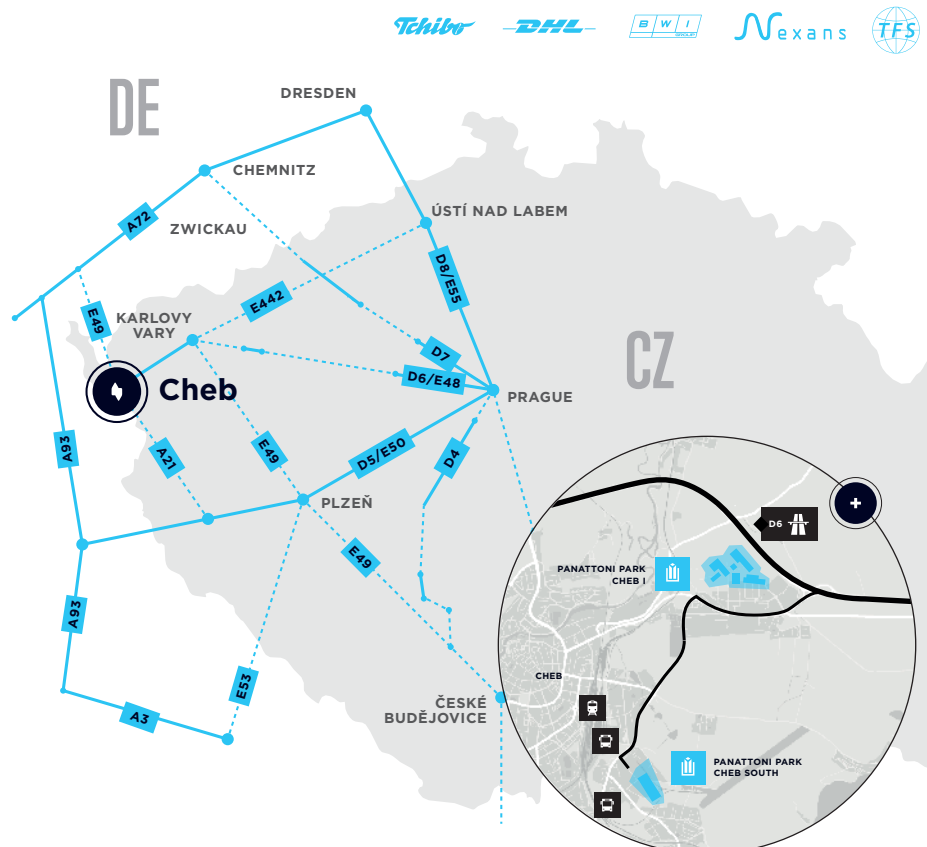 Tchibo
DHL
BWI
GROUP
Nexans
TFS
DE
DRESDEN
CHEMNITZ
A72
ZWICKAU
ÚSTÍ NAD LABEM
D8/E55
E442
E49
KARLOVY
VARY
D7
CZ
D6/E48
Cheb
PRAGUE
A93
A21
E49
D5/E50
D4
PLZEŇ
D6
E49
PANATTONI PARK
CHEB I
A93
CHEB
E53
ČESKÉ
BUDĚJOVICE
A3
PANATTONI PARK
CHEB SOUTH